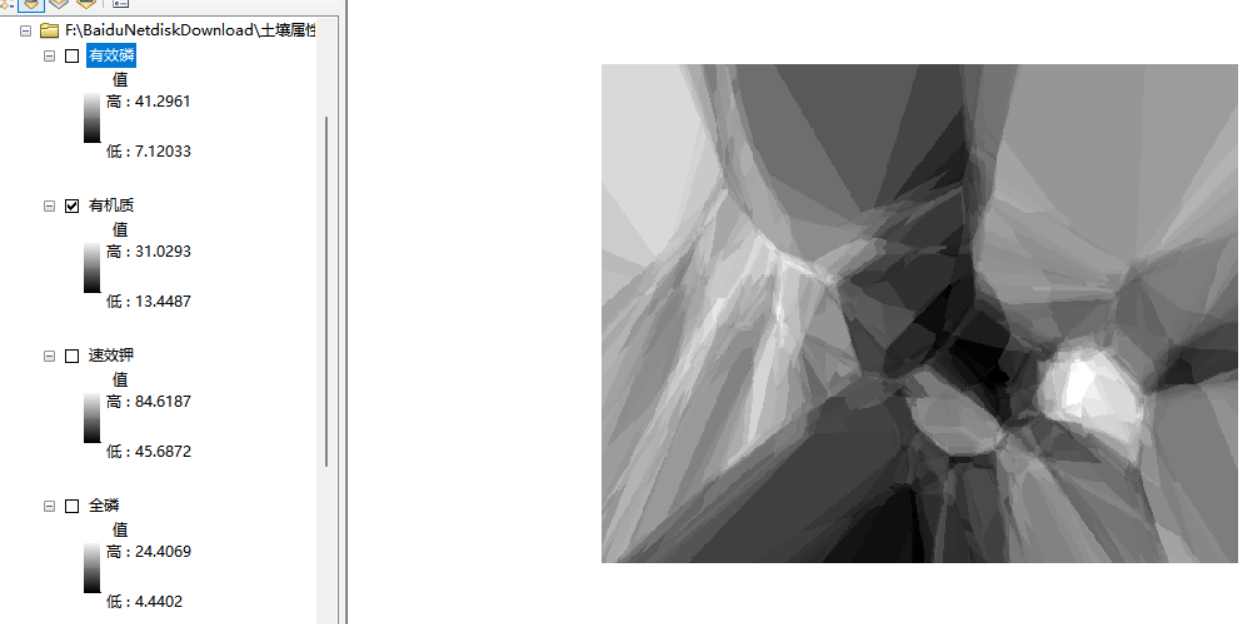 F:\BaiduNetdiskDownload\土壤属性
有效磷
值
高 : 41.2961
低 : 7.12033
有机质
值
高 : 31.0293
低 : 13.4487
速效钾
值
高 : 84.6187
低 : 45.6872
全磷
值
高 : 24.4069
低 : 4.4402